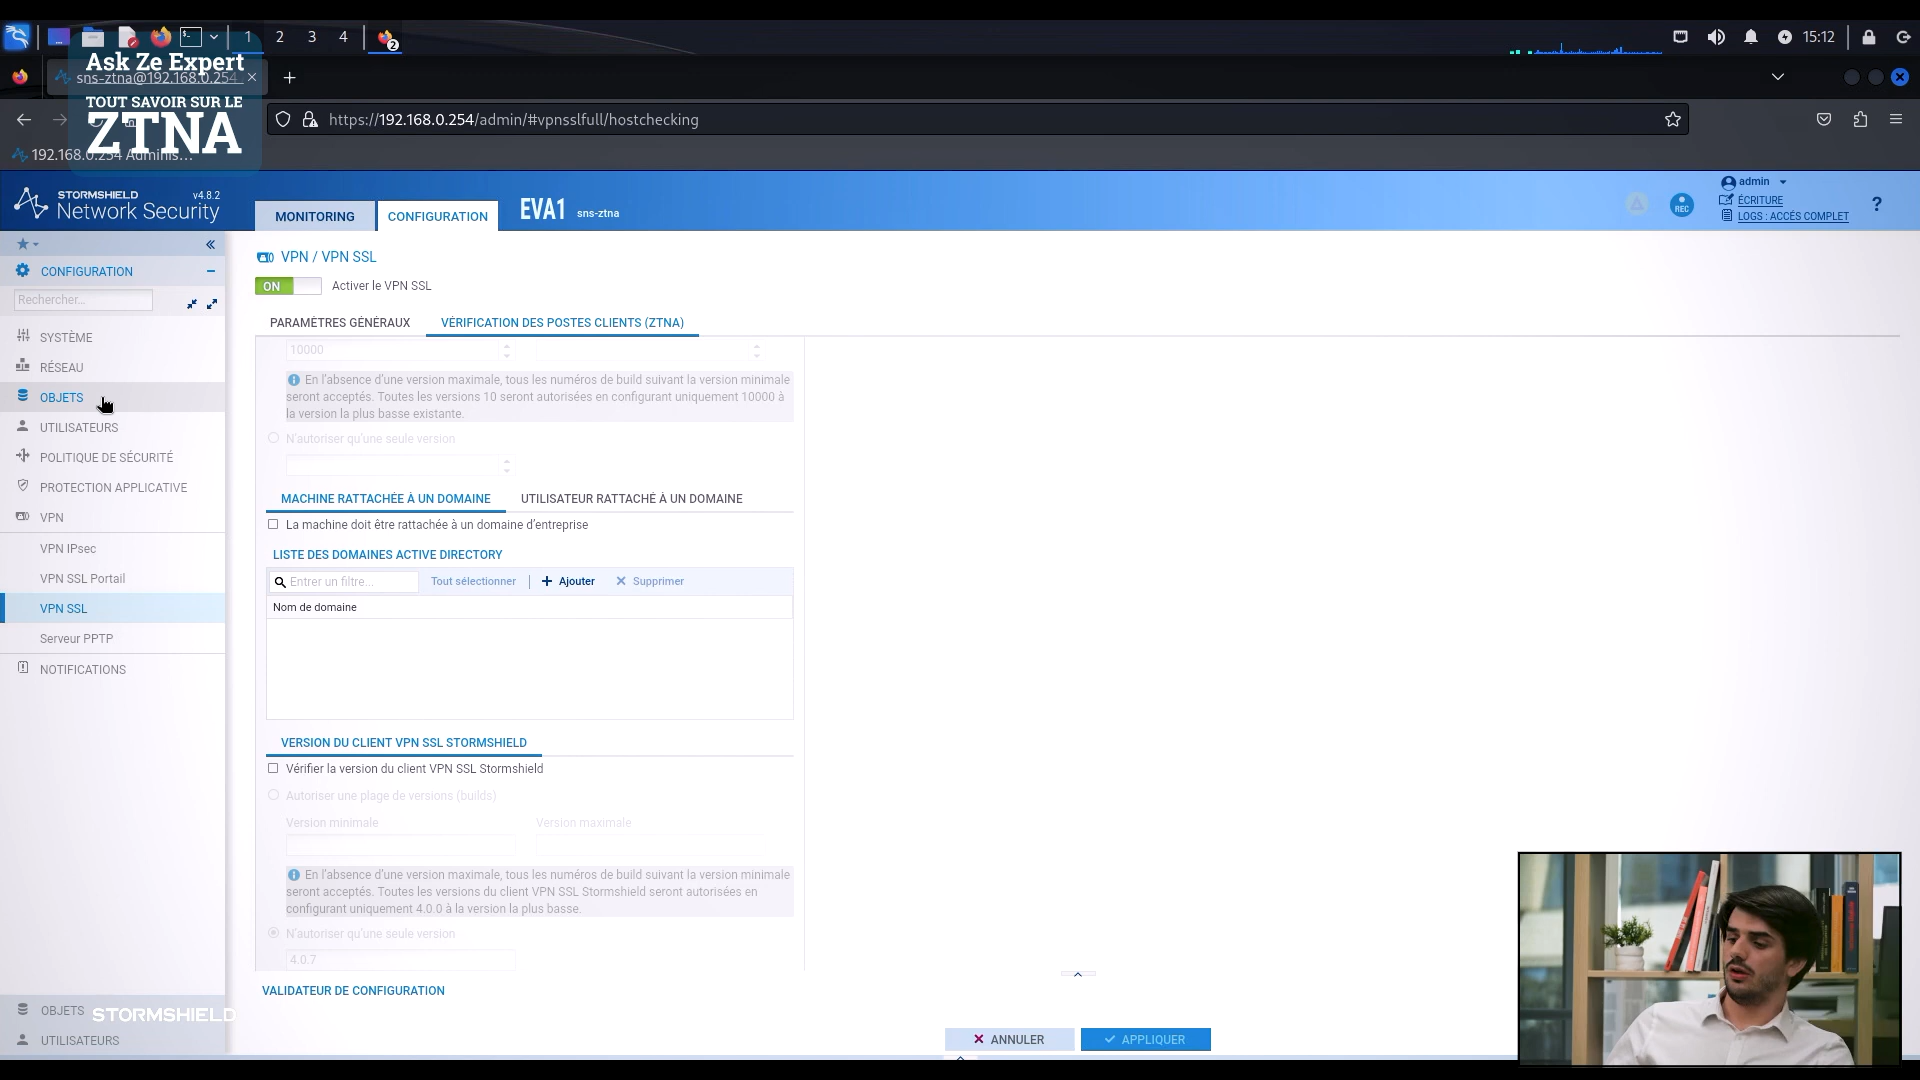 1 2 3 4 2 15:12
Ask Ze Expert
TOUT SAVOIR SUR LE
ZTNA
sns-ztna@192.168.0.254
https://192.168.0.254/admin/#vpnsslfull/hostchecking
192.168.0.254 Adminis...
STORMSHIELD v4.8.2
Network Security
MONITORING CONFIGURATION EVA1 sns-ztna
REC
admin
ÉCRITURE
LOGS : ACCÈS COMPLET
?
CONFIGURATION
Rechercher...
SYSTÈME
RÉSEAU
OBJETS
UTILISATEURS
POLITIQUE DE SÉCURITÉ
PROTECTION APPLICATIVE
VPN
VPN IPsec
VPN SSL Portail
VPN SSL
Serveur PPTP
NOTIFICATIONS
OBJETS
STORMSHIELD
UTILISATEURS
VPN / VPN SSL
ON Activer le VPN SSL
PARAMÈTRES GÉNÉRAUX VÉRIFICATION DES POSTES CLIENTS (ZTNA)
10000
En l'absence d'une version maximale, tous les numéros de build suivant la version minimale
seront acceptés. Toutes les versions 10 seront autorisées en configurant uniquement 10000 à
la version la plus basse existante.
N'autoriser qu'une seule version
MACHINE RATTACHÉE À UN DOMAINE UTILISATEUR RATTACHÉ À UN DOMAINE
La machine doit être rattachée à un domaine d'entreprise
LISTE DES DOMAINES ACTIVE DIRECTORY
Entrer un filtre... Tout sélectionner Ajouter Supprimer
Nom de domaine
VERSION DU CLIENT VPN SSL STORMSHIELD
Vérifier la version du client VPN SSL Stormshield
Autoriser une plage de versions (builds)
Version minimale Version maximale
En l'absence d'une version maximale, tous les numéros de build suivant la version minimale
seront acceptés. Toutes les versions du client VPN SSL Stormshield seront autorisées en
configurant uniquement 4.0.0 à la version la plus basse.
N'autoriser qu'une seule version
4.0.7
VALIDATEUR DE CONFIGURATION
ANNULER APPLIQUER